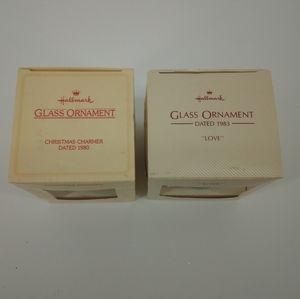 Hallmark
GLASS ORNAMENT
CHRISTMAS CHARMER
DATED 1980
Hallmark
GLASS ORNAMENT
DATED 1983
"LOVE"